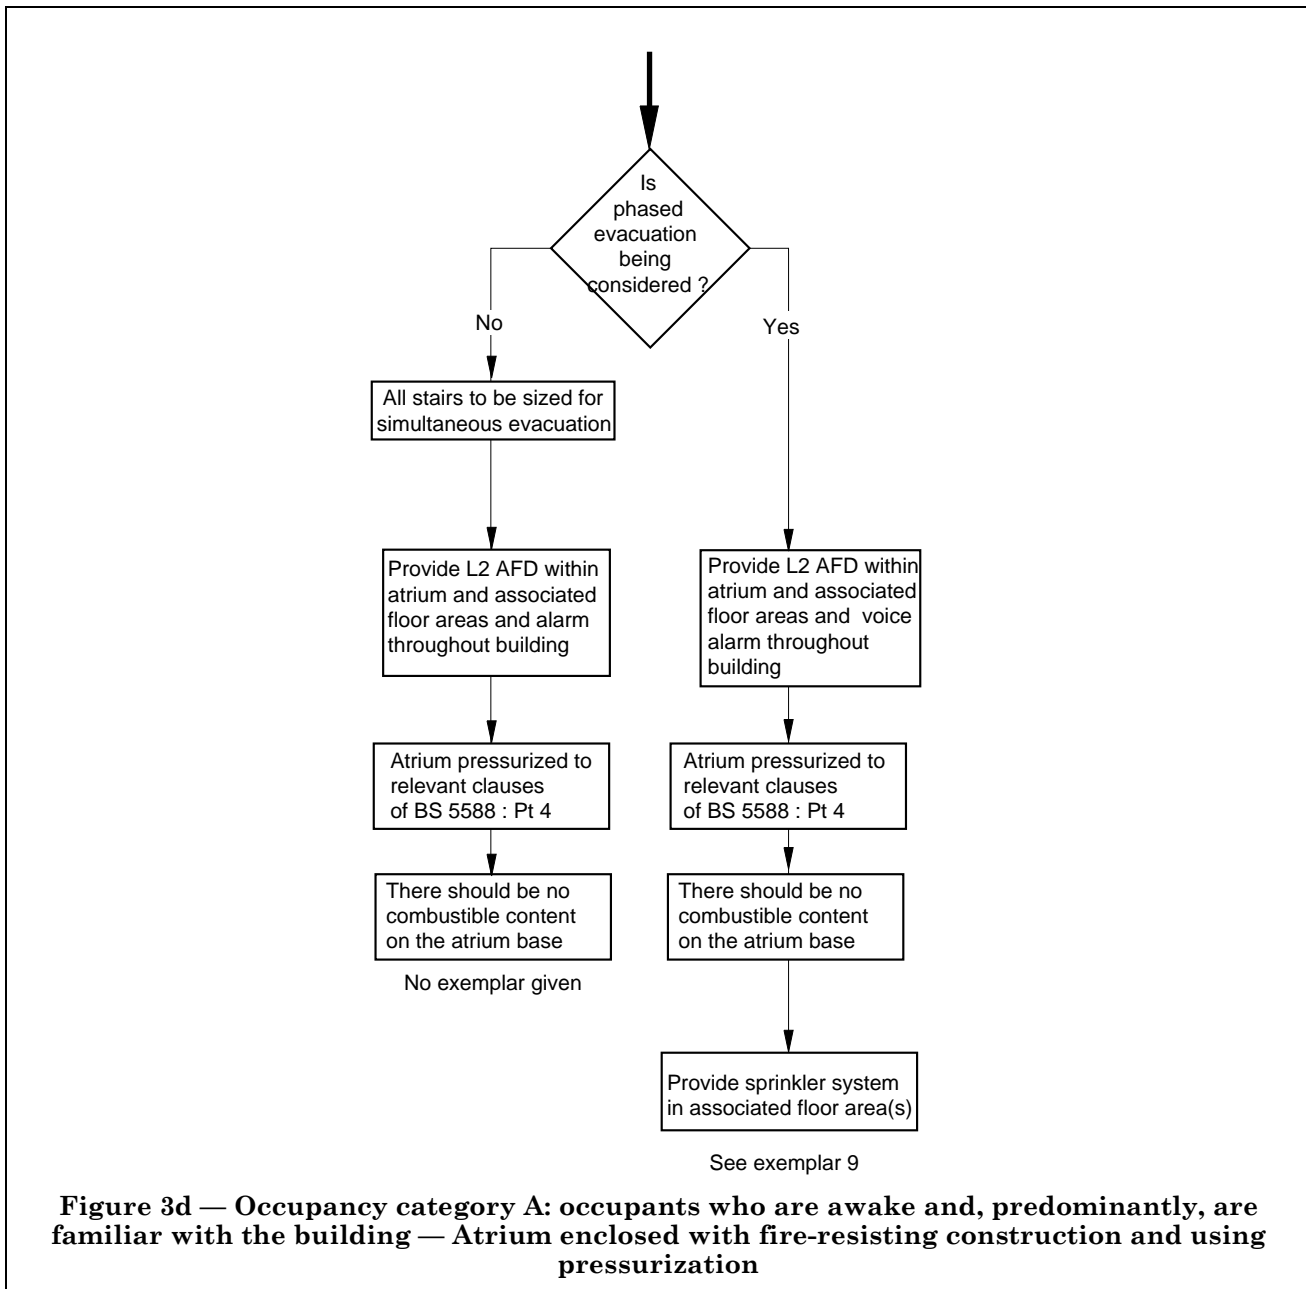 Is
phased
evacuation
being
considered ?
No
Yes
All stairs to be sized for
simultaneous evacuation
Provide L2 AFD within
atrium and associated
floor areas and alarm
throughout building
Provide L2 AFD within
atrium and associated
floor areas and voice
alarm throughout
building
Atrium pressurized to
relevant clauses
of BS 5588 : Pt 4
Atrium pressurized to
relevant clauses
of BS 5588 : Pt 4
There should be no
combustible content
on the atrium base
There should be no
combustible content
on the atrium base
No exemplar given
Provide sprinkler system
in associated floor area(s)
See exemplar 9
Figure 3d — Occupancy category A: occupants who are awake and, predominantly, are
familiar with the building — Atrium enclosed with fire-resisting construction and using
pressurization